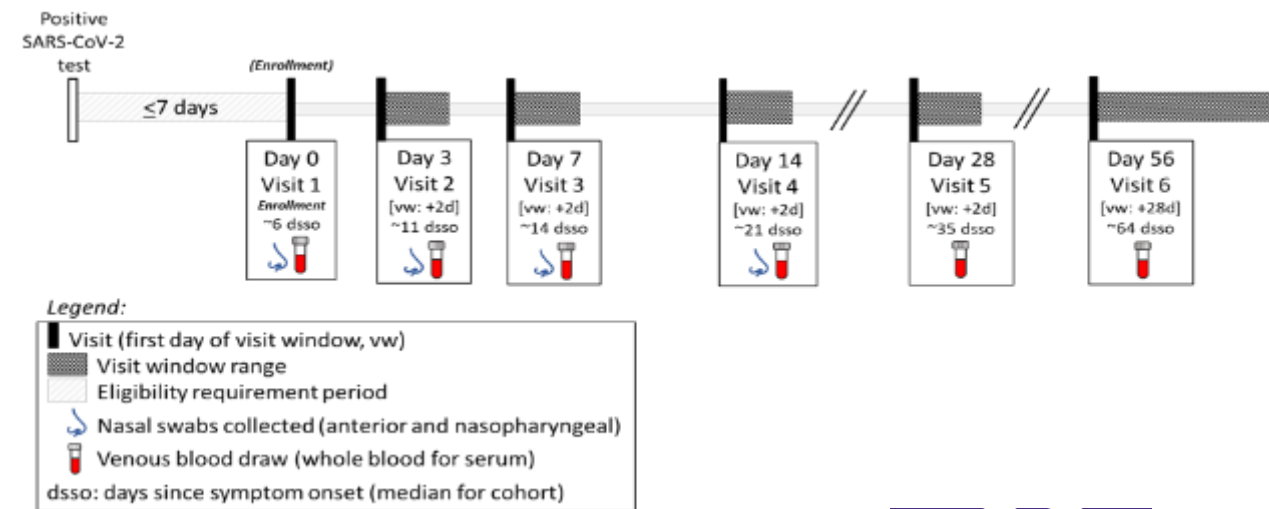 Positive
SARS-CoV-2
test
(Enrollment)
≤7 days
Day 0
Visit 1
Enrollment
~6 dsso
Day 3
Visit 2
[vw: +2d]
~11 dsso
Day 7
Visit 3
[vw: +2d]
~14 dsso
Day 14
Visit 4
[vw: +2d]
~21 dsso
Day 28
Visit 5
[vw: +2d]
~35 dsso
Day 56
Visit 6
[vw: +28d]
~64 dsso
Legend:
Visit (first day of visit window, vw)
Visit window range
Eligibility requirement period
Nasal swabs collected (anterior and nasopharyngeal)
Venous blood draw (whole blood for serum)
dsso: days since symptom onset (median for cohort)